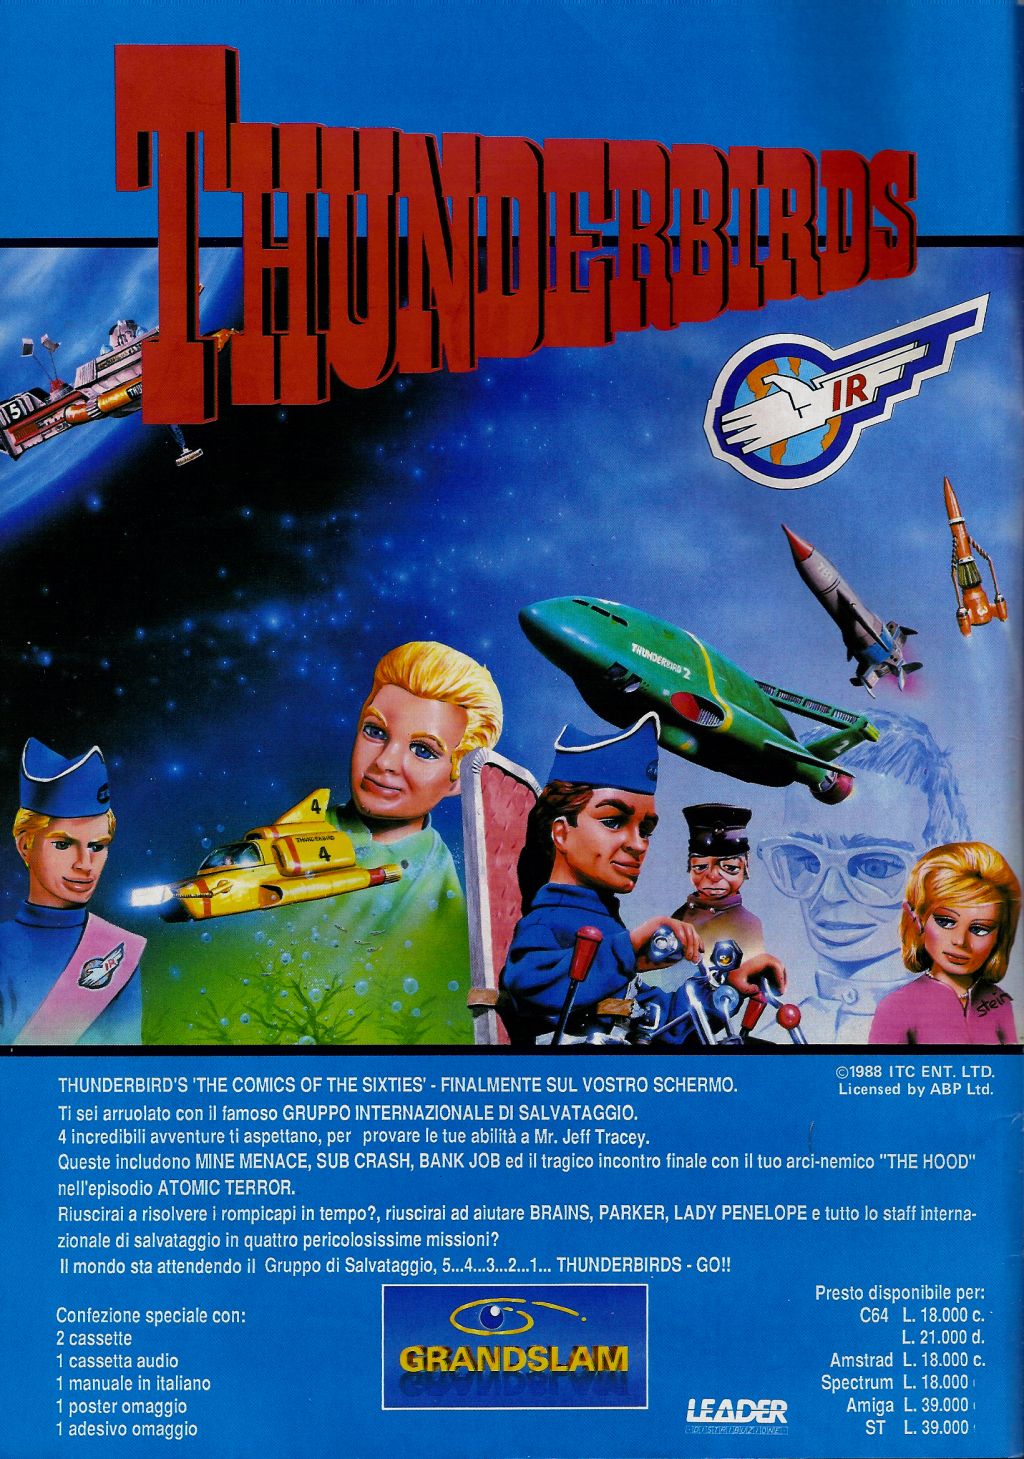 THUNDERBIRDS
IR
5
THUNDERBIRD 2
2
4
THUNDERBIRD
4
IR
stein
THUNDERBIRD'S 'THE COMICS OF THE SIXTIES' - FINALMENTE SUL VOSTRO SCHERMO.
©1988 ITC ENT. LTD.
Licensed by ABP Ltd.
Ti sei arruolato con il famoso GRUPPO INTERNAZIONALE DI SALVATAGGIO.
4 incredibili avventure ti aspettano, per provare le tue abilità a Mr. Jeff Tracey.
Queste includono MINE MENACE, SUB CRASH, BANK JOB ed il tragico incontro finale con il tuo arci-nemico "THE HOOD"
nell'episodio ATOMIC TERROR.
Riuscirai a risolvere i rompicapi in tempo?, riuscirai ad aiutare BRAINS, PARKER, LADY PENELOPE e tutto lo staff interna-
zionale di salvataggio in quattro pericolosissime missioni?
Il mondo sta attendendo il Gruppo di Salvataggio, 5...4...3...2...1... THUNDERBIRDS - GO!!
Confezione speciale con:
2 cassette
1 cassetta audio
1 manuale in italiano
1 poster omaggio
1 adesivo omaggio
GRANDSLAM
LEADER
DISTRIBUZIONE
Presto disponibile per:
C64 L. 18.000 c.
L. 21.000 d.
Amstrad L. 18.000 c.
Spectrum L. 18.000
Amiga L. 39.000
ST L. 39.000